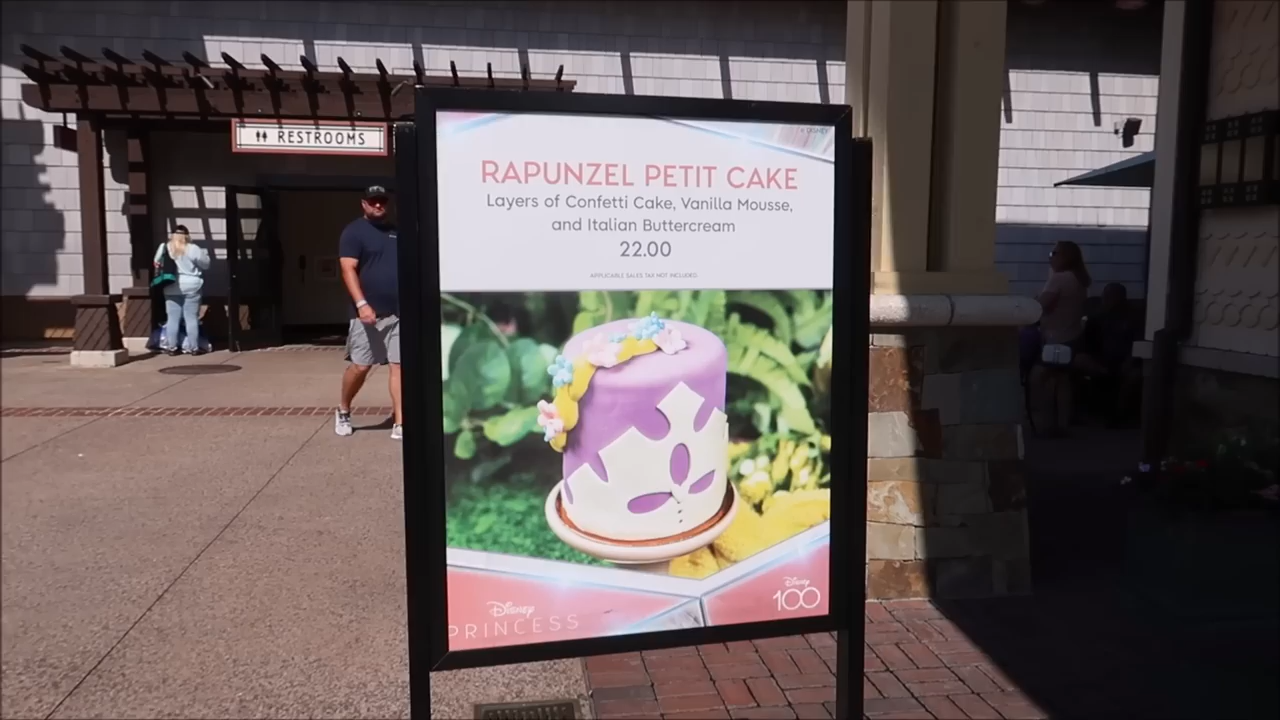 RESTROOMS
© DISNEY
RAPUNZEL PETIT CAKE
Layers of Confetti Cake, Vanilla Mousse,
and Italian Buttercream
22.00
APPLICABLE SALES TAX NOT INCLUDED
Disney
PRINCESS
Disney
100